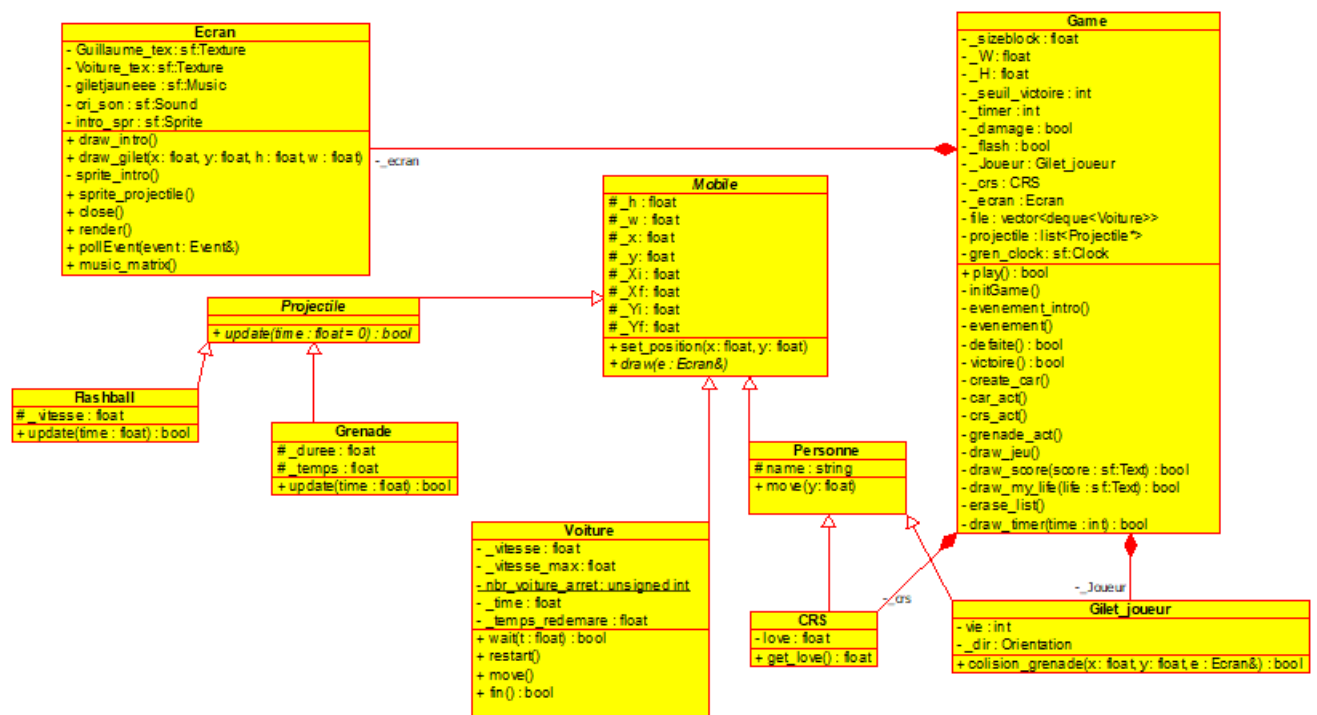 Ecran
- Guillaume_tex : sf::Texture
- Voiture_tex : sf::Texture
- giletjauneee : sf::Music
- cri_son : sf::Sound
- intro_spr : sf::Sprite
+ draw_intro()
+ draw_gilet(x : float, y : float, h : float, w : float)
- sprite_intro()
+ sprite_projectile()
+ close()
+ render()
+ pollEvent(event : Event&)
+ music_matrix()
-_ecran
Game
- _sizeblock : float
- _W : float
- _H : float
- _seuil_victoire : int
- _timer : int
- _damage : bool
- _flash : bool
- _Joueur : Gilet_joueur
- _crs : CRS
- _ecran : Ecran
- file : vector<deque<Voiture>>
- projectile : list<Projectile*>
- gren_clock : sf::Clock
+ play() : bool
- initGame()
- evenement_intro()
- evenement()
- defaite() : bool
- victoire() : bool
- create_car()
- car_act()
- crs_act()
- grenade_act()
- draw_jeu()
- draw_score(score : sf::Text) : bool
- draw_my_life(life : sf::Text) : bool
- erase_list()
- draw_timer(time : int) : bool
Mobile
# _h : float
# _w : float
# _x : float
# _y : float
# _Xi : float
# _Xf : float
# _Yi : float
# _Yf : float
+ set_position(x : float, y : float)
+ draw(e : Ecran&)
Projectile
+ update(time : float = 0) : bool
Flashball
# _vitesse : float
+ update(time : float) : bool
Grenade
# _duree : float
# _temps : float
+ update(time : float) : bool
Personne
# name : string
+ move(y : float)
Voiture
- _vitesse : float
- _vitesse_max : float
- nbr_voiture_arret : unsigned int
- _time : float
- _temps_redemare : float
+ wait(t : float) : bool
+ restart()
+ move()
+ fin() : bool
-_crs
-_Joueur
CRS
- love : float
+ get_love() : float
Gilet_joueur
- vie : int
- _dir : Orientation
+ colision_grenade(x : float, y : float, e : Ecran&) : bool